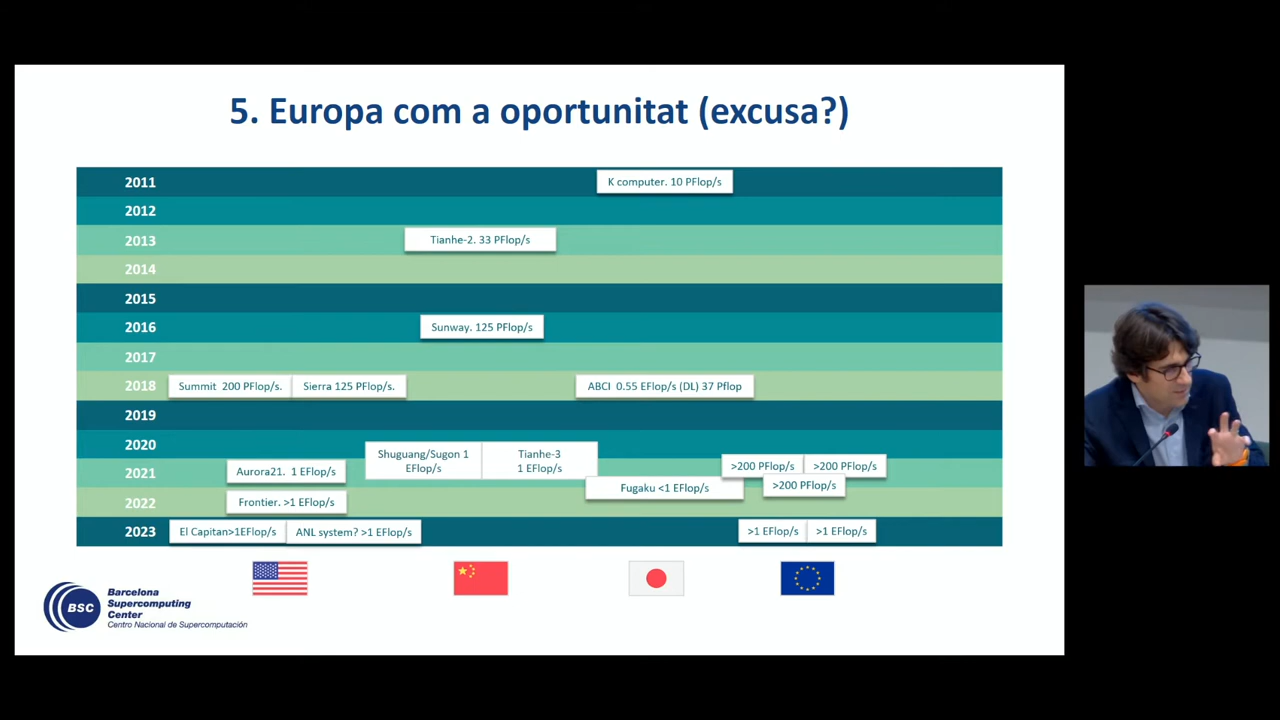 5. Europa com a oportunitat (excusa?)
2011
K computer. 10 PFlop/s
2012
2013
Tianhe-2. 33 PFlop/s
2014
2015
2016
Sunway. 125 PFlop/s
2017
2018
Summit 200 PFlop/s.
Sierra 125 PFlop/s.
ABCI 0.55 EFlop/s (DL) 37 Pflop
2019
2020
Shuguang/Sugon 1
EFlop/s
Tianhe-3
1 EFlop/s
2021
Aurora21. 1 EFlop/s
>200 PFlop/s
>200 PFlop/s
>200 PFlop/s
Fugaku <1 EFlop/s
2022
Frontier. >1 EFlop/s
2023
El Capitan>1EFlop/s
ANL system? >1 EFlop/s
>1 EFlop/s
>1 EFlop/s
BSC
Barcelona
Supercomputing
Center
Centro Nacional de Supercomputación